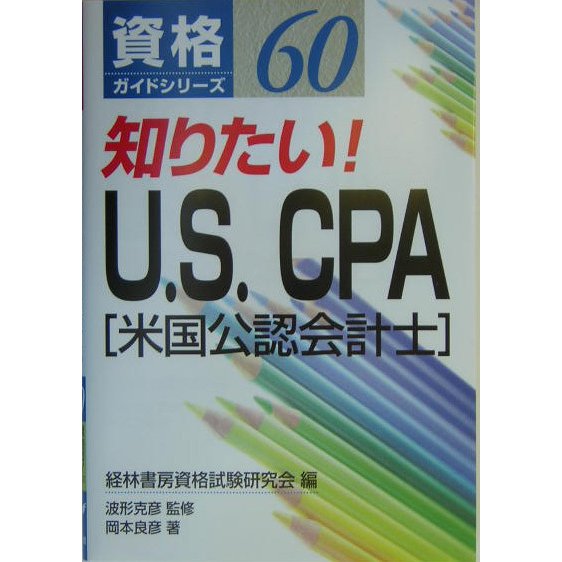 資格
ガイドシリーズ
60
知りたい!
U.S. CPA
[米国公認会計士]
経林書房資格試験研究会 編
波形克彦 監修
岡本良彦 著